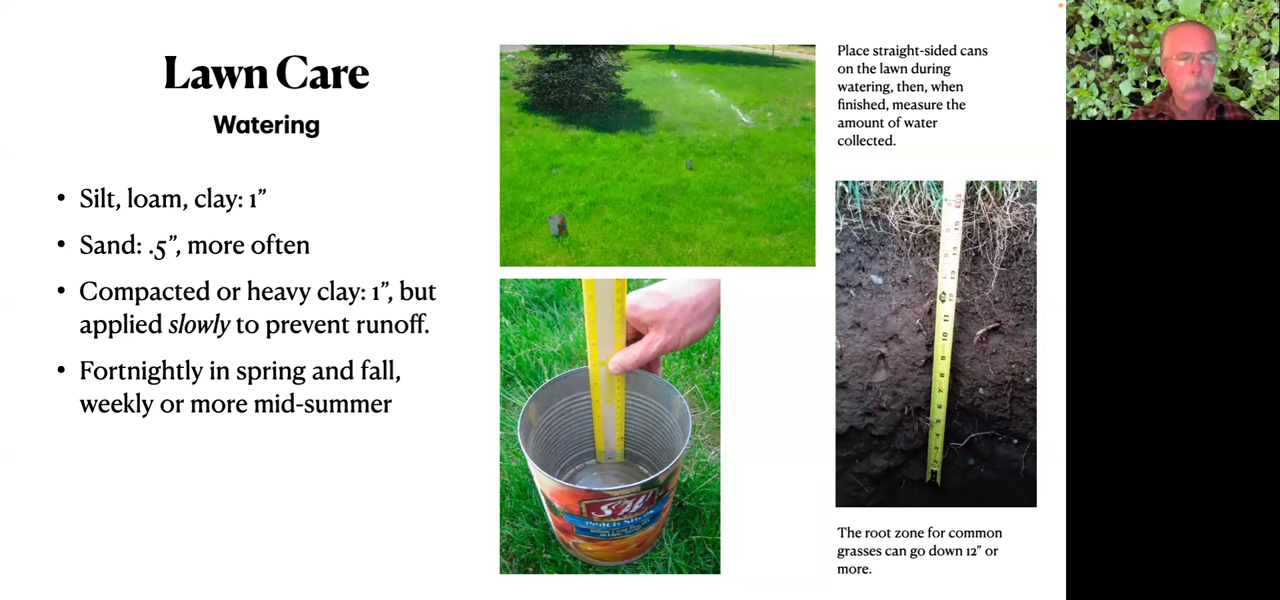 Lawn Care
Watering
• Silt, loam, clay: 1”
• Sand: .5”, more often
• Compacted or heavy clay: 1”, but
applied slowly to prevent runoff.
• Fortnightly in spring and fall,
weekly or more mid-summer
Place straight-sided cans
on the lawn during
watering, then, when
finished, measure the
amount of water
collected.
S&W
The root zone for common
grasses can go down 12” or
more.